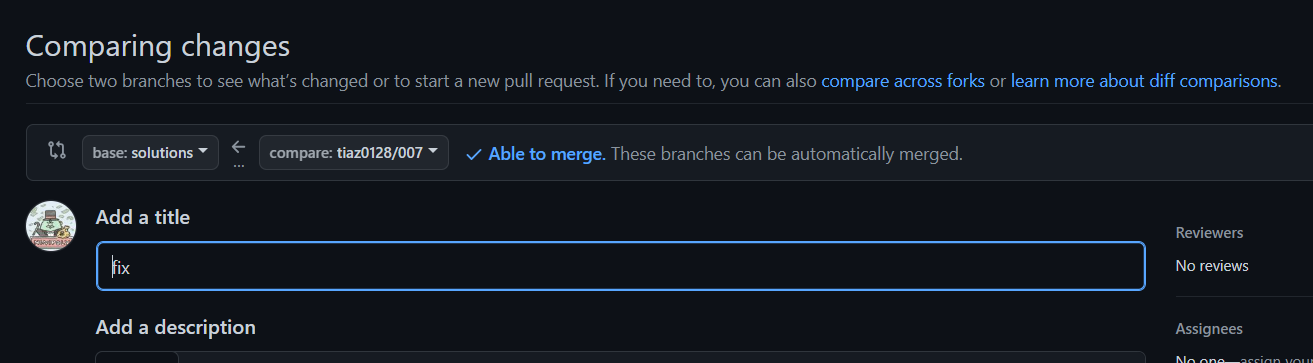 Comparing changes
Choose two branches to see what's changed or to start a new pull request. If you need to, you can also compare across forks or learn more about diff comparisons.
base: solutions ... compare: tiaz0128/007 Able to merge. These branches can be automatically merged.
Add a title
Reviewers
fix
No reviews
Add a description
Assignees
No one—assign your